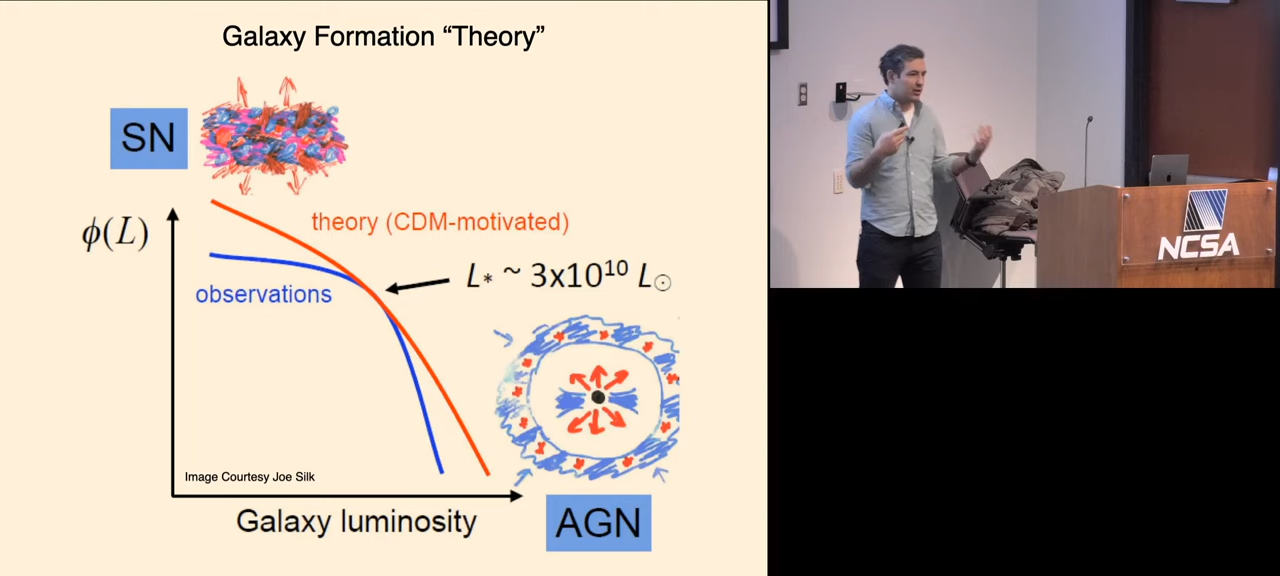 Galaxy Formation “Theory”
SN
ϕ(L)
theory (CDM-motivated)
L* ~ 3x10¹⁰ L☉
observations
Image Courtesy Joe Silk
Galaxy luminosity
AGN
NCSA